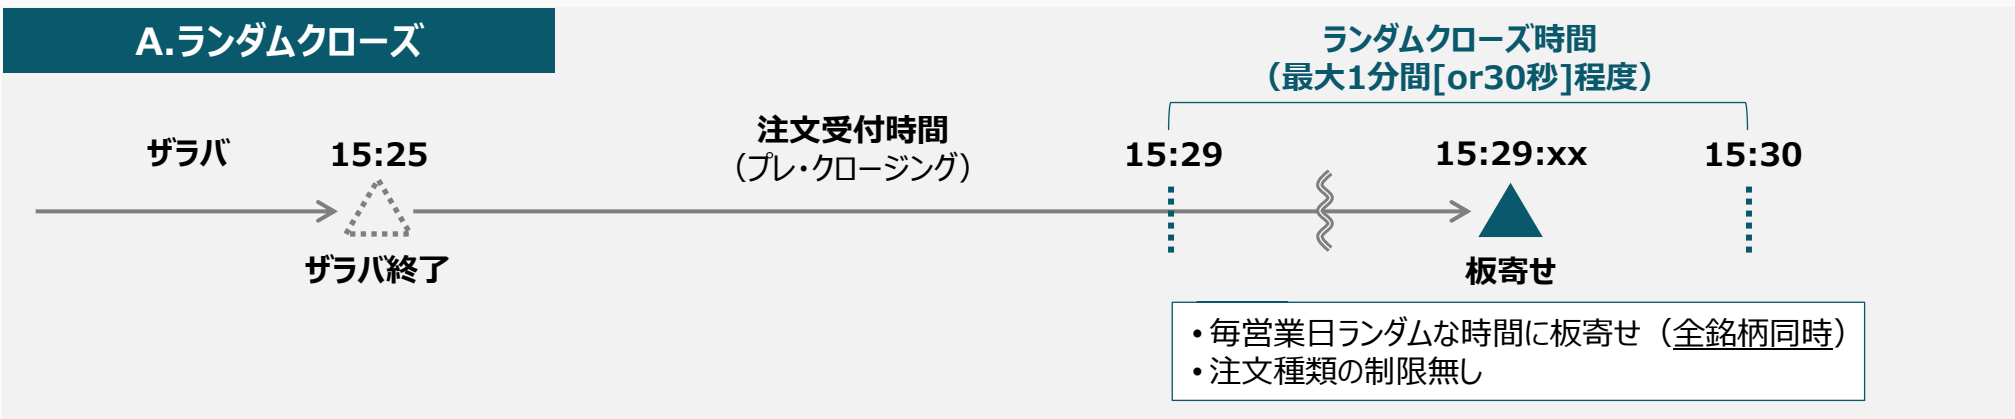 A.ランダムクローズ
ランダムクローズ時間
（最大1分間[or30秒]程度）
ザラバ
15:25
注文受付時間
（プレ・クロージング）
15:29
15:29:xx
15:30
ザラバ終了
板寄せ
• 毎営業日ランダムな時間に板寄せ（全銘柄同時）
• 注文種類の制限無し